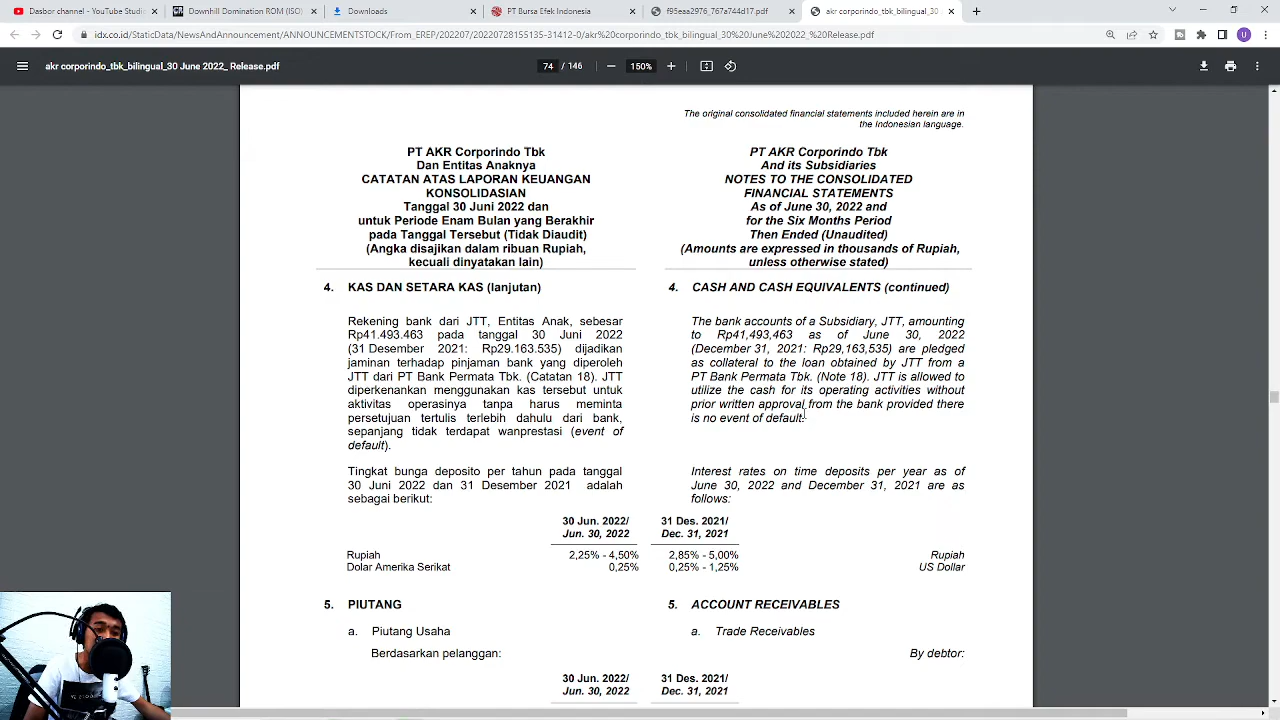 Dasbor channel - YouTube Studi
Downhill Domination ROM (ISO)
Downloads
PT Bursa Efek Indonesia
f95eaa2976_767a744d17.pdf
akr corporindo_tbk_bilingual_30
idx.co.id/StaticData/NewsAndAnnouncement/ANNOUNCEMENTSTOCK/From_EREP/202207/20220728155135-31412-0/akr%20corporindo_tbk_bilingual_30%20June%202022_%20Release.pdf
U
akr corporindo_tbk_bilingual_30 June 2022_ Release.pdf
74 / 146
150%
The original consolidated financial statements included herein are in
the Indonesian language.
PT AKR Corporindo Tbk
Dan Entitas Anaknya
CATATAN ATAS LAPORAN KEUANGAN
KONSOLIDASIAN
Tanggal 30 Juni 2022 dan
untuk Periode Enam Bulan yang Berakhir
pada Tanggal Tersebut (Tidak Diaudit)
(Angka disajikan dalam ribuan Rupiah,
kecuali dinyatakan lain)
PT AKR Corporindo Tbk
And its Subsidiaries
NOTES TO THE CONSOLIDATED
FINANCIAL STATEMENTS
As of June 30, 2022 and
for the Six Months Period
Then Ended (Unaudited)
(Amounts are expressed in thousands of Rupiah,
unless otherwise stated)
4. KAS DAN SETARA KAS (lanjutan)
4. CASH AND CASH EQUIVALENTS (continued)
Rekening bank dari JTT, Entitas Anak, sebesar
Rp41.493.463 pada tanggal 30 Juni 2022
(31 Desember 2021: Rp29.163.535) dijadikan
jaminan terhadap pinjaman bank yang diperoleh
JTT dari PT Bank Permata Tbk. (Catatan 18). JTT
diperkenankan menggunakan kas tersebut untuk
aktivitas operasinya tanpa harus meminta
persetujuan tertulis terlebih dahulu dari bank,
sepanjang tidak terdapat wanprestasi (event of
default).
The bank accounts of a Subsidiary, JTT, amounting
to Rp41,493,463 as of June 30, 2022
(December 31, 2021: Rp29,163,535) are pledged
as collateral to the loan obtained by JTT from a
PT Bank Permata Tbk. (Note 18). JTT is allowed to
utilize the cash for its operating activities without
prior written approval from the bank provided there
is no event of default.
Tingkat bunga deposito per tahun pada tanggal
30 Juni 2022 dan 31 Desember 2021 adalah
sebagai berikut:
Interest rates on time deposits per year as of
June 30, 2022 and December 31, 2021 are as
follows:
30 Jun. 2022/ 31 Des. 2021/
Jun. 30, 2022 Dec. 31, 2021
Rupiah 2,25% - 4,50% 2,85% - 5,00% Rupiah
Dolar Amerika Serikat 0,25% 0,25% - 1,25% US Dollar
5. PIUTANG
5. ACCOUNT RECEIVABLES
a. Piutang Usaha
a. Trade Receivables
Berdasarkan pelanggan:
By debtor:
30 Jun. 2022/ 31 Des. 2021/
Jun. 30, 2022 Dec. 31, 2021